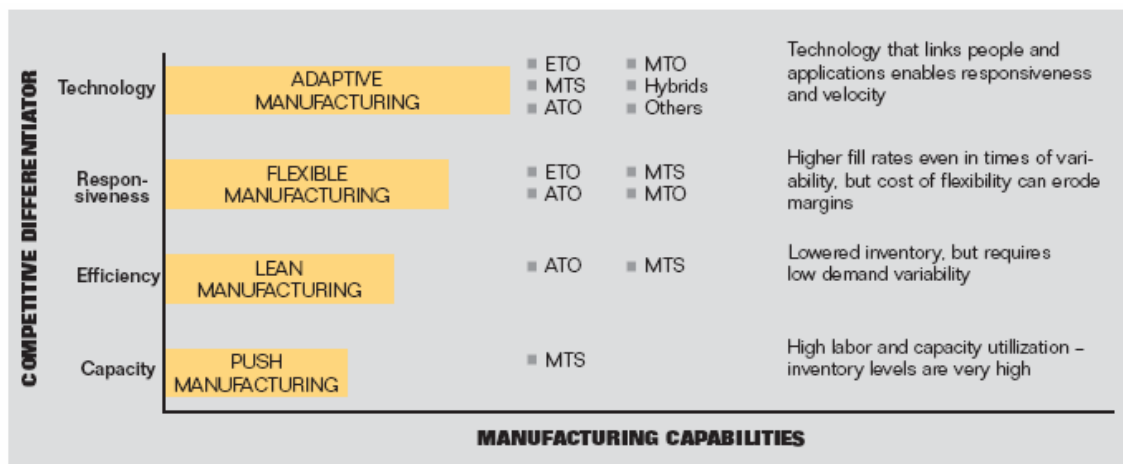 COMPETITIVE DIFFERENTIATOR
Technology
ADAPTIVE
MANUFACTURING
■ ETO ■ MTO
■ MTS ■ Hybrids
■ ATO ■ Others
Technology that links people and
applications enables responsiveness
and velocity
Respon-
siveness
FLEXIBLE
MANUFACTURING
■ ETO ■ MTS
■ ATO ■ MTO
Higher fill rates even in times of vari-
ability, but cost of flexibility can erode
margins
Efficiency
LEAN
MANUFACTURING
■ ATO ■ MTS
Lowered inventory, but requires
low demand variability
Capacity
PUSH
MANUFACTURING
■ MTS
High labor and capacity utillization –
inventory levels are very high
MANUFACTURING CAPABILITIES